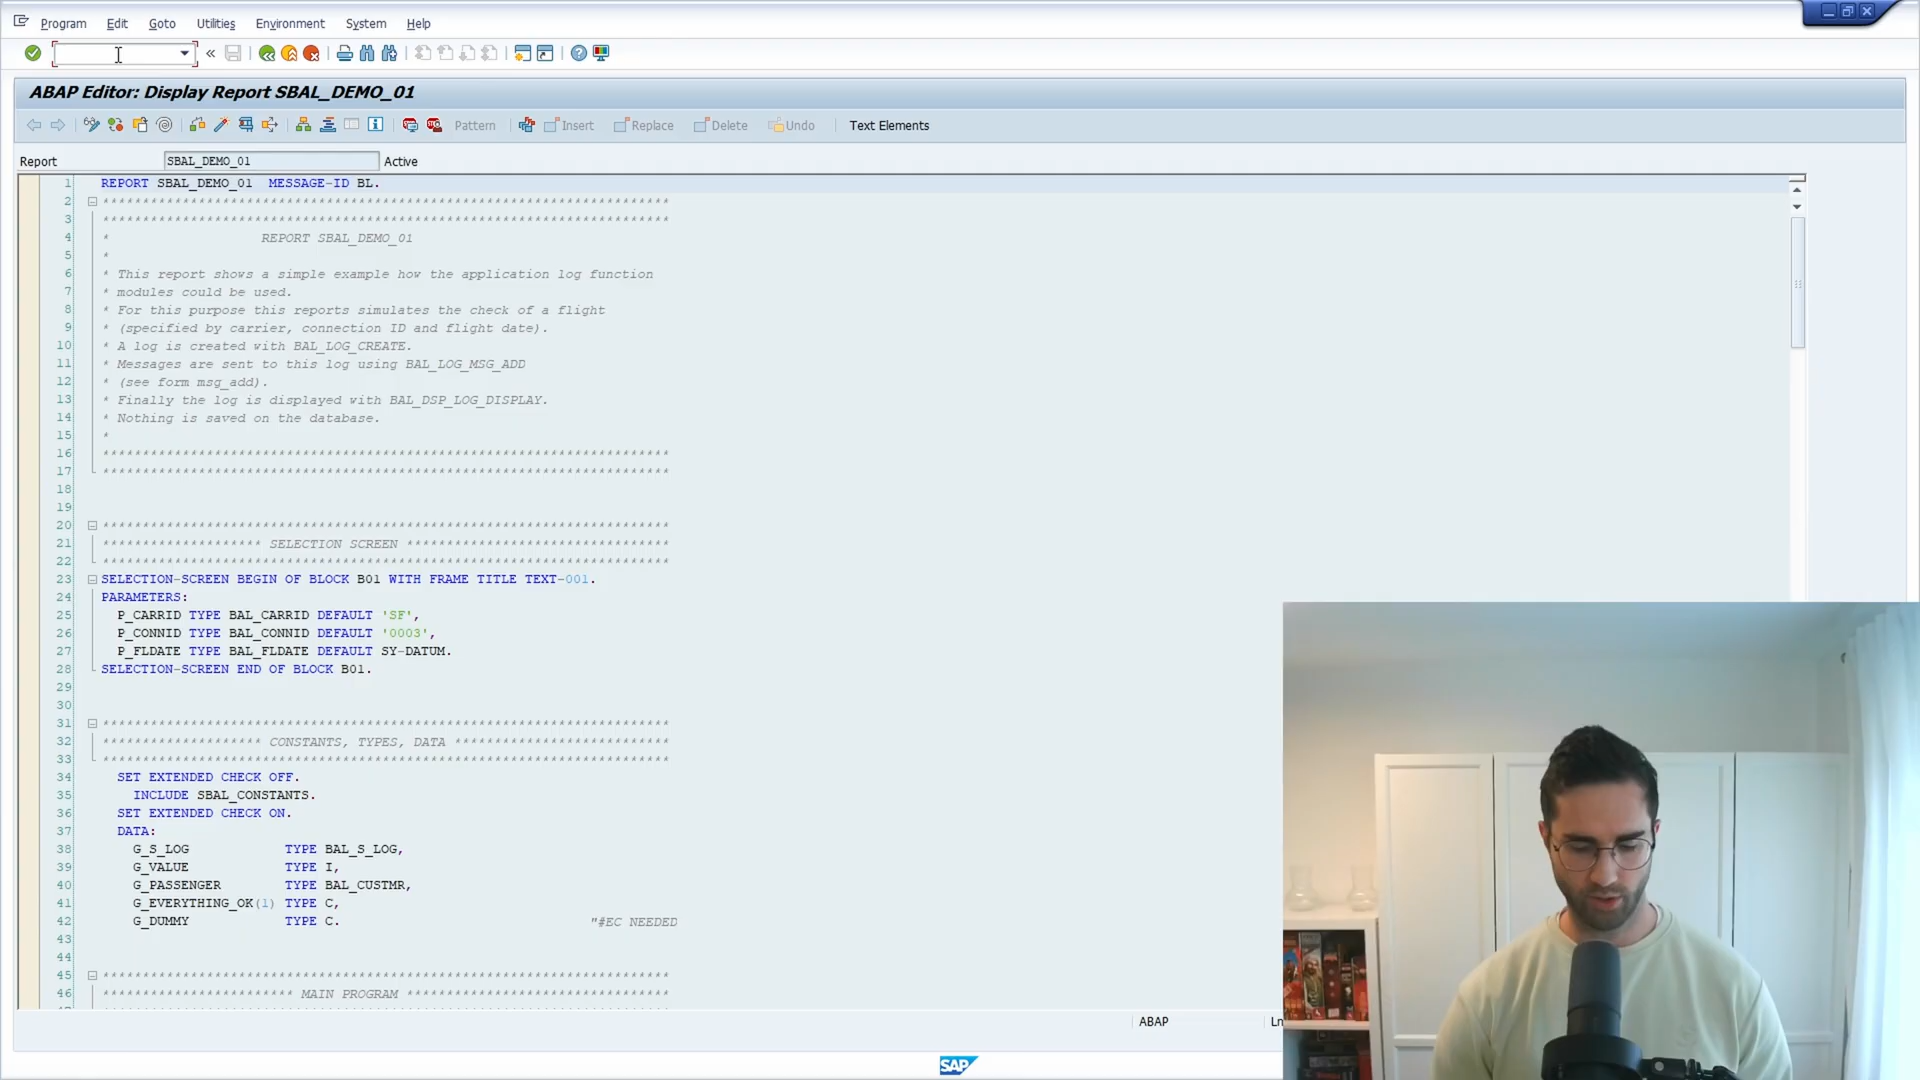 Program Edit Goto Utilities Environment System Help
ABAP Editor: Display Report SBAL_DEMO_01
Pattern Insert Replace Delete Undo Text Elements
Report SBAL_DEMO_01 Active
1 REPORT SBAL_DEMO_01 MESSAGE-ID BL.
2 ***********************************************************************
3 ***********************************************************************
4 * REPORT SBAL_DEMO_01
5 *
6 * This report shows a simple example how the application log function
7 * modules could be used.
8 * For this purpose this reports simulates the check of a flight
9 * (specified by carrier, connection ID and flight date).
10 * A log is created with BAL_LOG_CREATE.
11 * Messages are sent to this log using BAL_LOG_MSG_ADD
12 * (see form msg_add).
13 * Finally the log is displayed with BAL_DSP_LOG_DISPLAY.
14 * Nothing is saved on the database.
15 *
16 ***********************************************************************
17 ***********************************************************************
18
19
20 ***********************************************************************
21 ******************** SELECTION SCREEN *********************************
22 ***********************************************************************
23 SELECTION-SCREEN BEGIN OF BLOCK B01 WITH FRAME TITLE TEXT-001.
24 PARAMETERS:
25 P_CARRID TYPE BAL_CARRID DEFAULT 'SF',
26 P_CONNID TYPE BAL_CONNID DEFAULT '0003',
27 P_FLDATE TYPE BAL_FLDATE DEFAULT SY-DATUM.
28 SELECTION-SCREEN END OF BLOCK B01.
29
30
31 ***********************************************************************
32 ******************** CONSTANTS, TYPES, DATA ***************************
33 ***********************************************************************
34 SET EXTENDED CHECK OFF.
35 INCLUDE SBAL_CONSTANTS.
36 SET EXTENDED CHECK ON.
37 DATA:
38 G_S_LOG TYPE BAL_S_LOG,
39 G_VALUE TYPE I,
40 G_PASSENGER TYPE BAL_CUSTMR,
41 G_EVERYTHING_OK(1) TYPE C,
42 G_DUMMY TYPE C. "#EC NEEDED
43
44
45 ***********************************************************************
46 ************************ MAIN PROGRAM *********************************
ABAP Ln
SAP